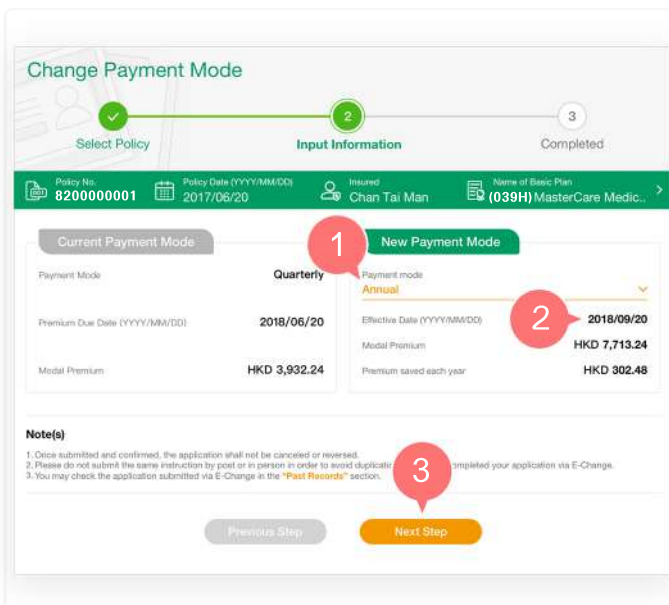 Change Payment Mode
2
3
Select Policy
Input Information
Completed
Policy No.
8200000001
Policy Date (YYYY/MM/DD)
2017/06/20
Insured
Chan Tai Man
Name of Basic Plan
(039H) MasterCare Medic..
Current Payment Mode
1
New Payment Mode
Payment Mode
Quarterly
Payment mode
Annual
Premium Due Date (YYYY/MM/DD)
2018/06/20
Effective Date (YYYY/MM/DD)
2
2018/09/20
Modal Premium
HKD 7,713.24
Modal Premium
HKD 3,932.24
Premium saved each year
HKD 302.48
Note(s)
1. Once submitted and confirmed, the application shall not be canceled or reversed.
2. Please do not submit the same instruction by post or in person in order to avoid duplicatio completed your application via E-Change.
3. You may check the application submitted via E-Change in the "Past Records" section.
3
Previous Step
Next Step